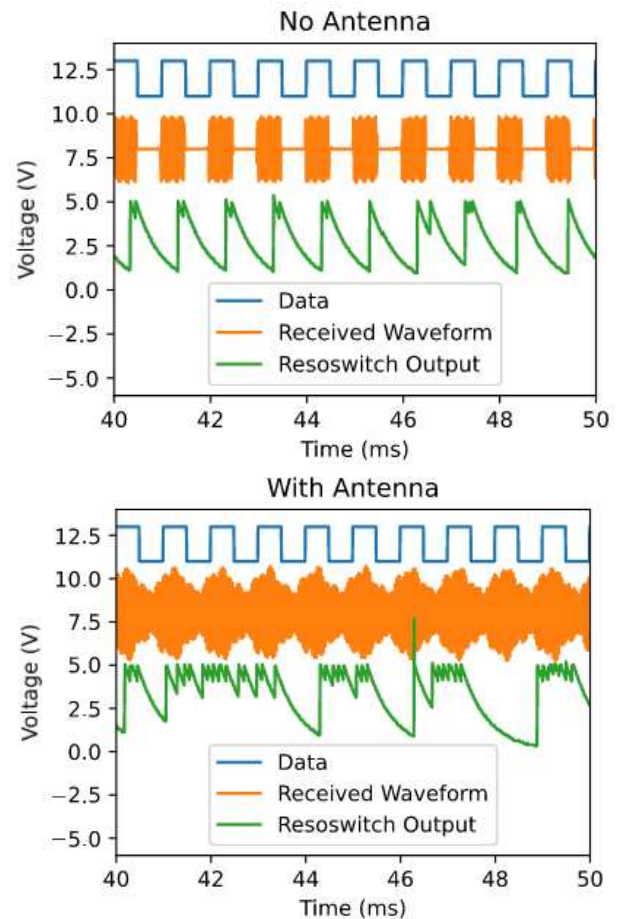 No Antenna
12.5
10.0
7.5
5.0
2.5
0.0
−2.5
−5.0
Voltage (V)
Data
Received Waveform
Resoswitch Output
40 42 44 46 48 50
Time (ms)
With Antenna
12.5
10.0
7.5
5.0
2.5
0.0
−2.5
−5.0
Voltage (V)
Data
Received Waveform
Resoswitch Output
40 42 44 46 48 50
Time (ms)